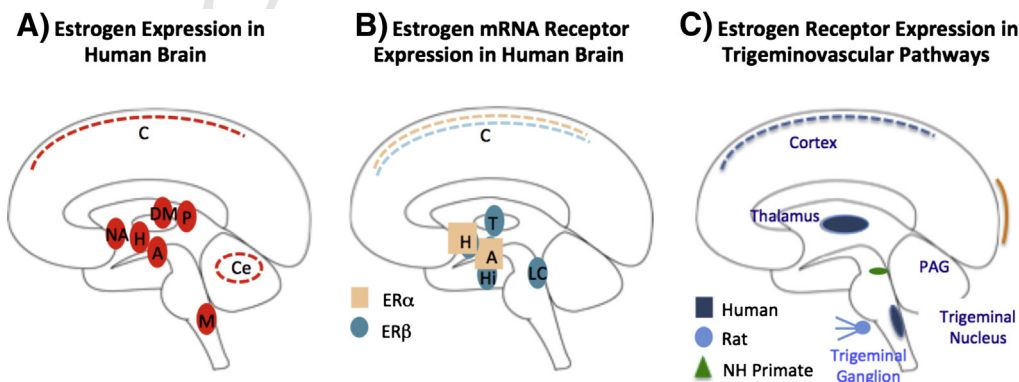 A) Estrogen Expression in
Human Brain
C
DM
P
NA
H
A
Ce
M
B) Estrogen mRNA Receptor
Expression in Human Brain
C
T
H
A
Hi
LC
ERα
ERβ
C) Estrogen Receptor Expression in
Trigeminovascular Pathways
Cortex
Thalamus
PAG
Human
Rat
NH Primate
Trigeminal
Nucleus
Trigeminal
Ganglion